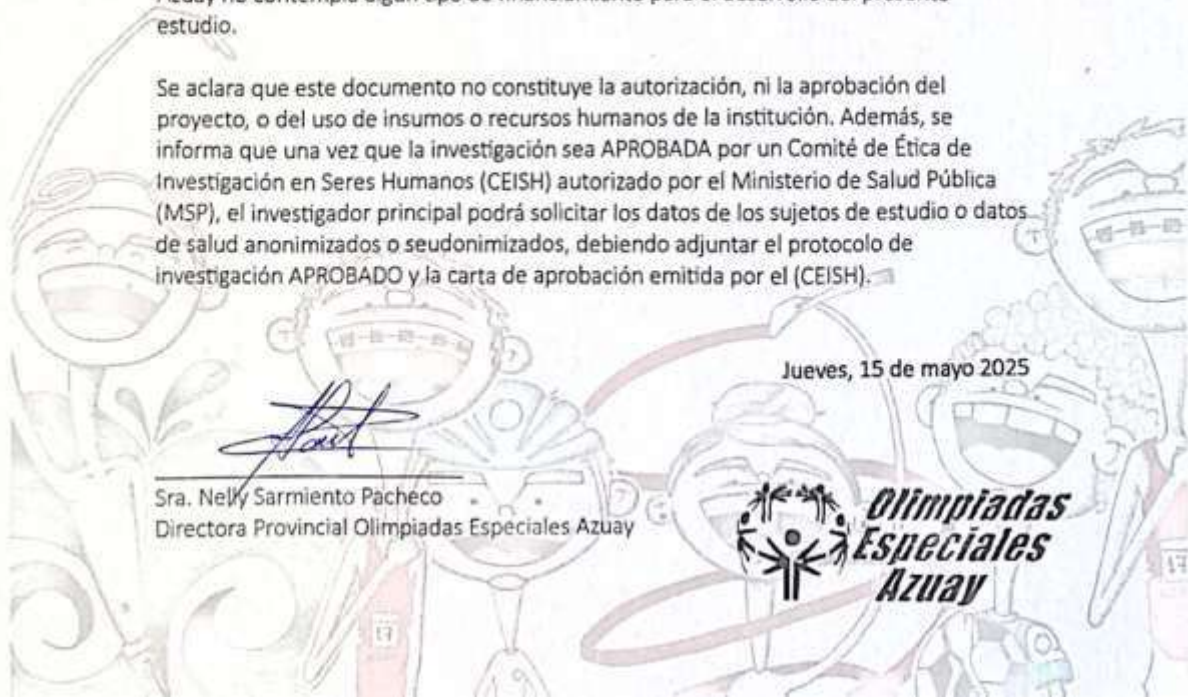 estudio.
Se aclara que este documento no constituye la autorización, ni la aprobación del
proyecto, o del uso de insumos o recursos humanos de la institución. Además, se
informa que una vez que la investigación sea APROBADA por un Comité de Ética de
Investigación en Seres Humanos (CEISH) autorizado por el Ministerio de Salud Pública
(MSP), el investigador principal podrá solicitar los datos de los sujetos de estudio o datos
de salud anonimizados o seudonimizados, debiendo adjuntar el protocolo de
investigación APROBADO y la carta de aprobación emitida por el (CEISH).
Jueves, 15 de mayo 2025
Sra. Nelly Sarmiento Pacheco
Directora Provincial Olimpiadas Especiales Azuay
Olimpiadas
Especiales
Azuay
17
17